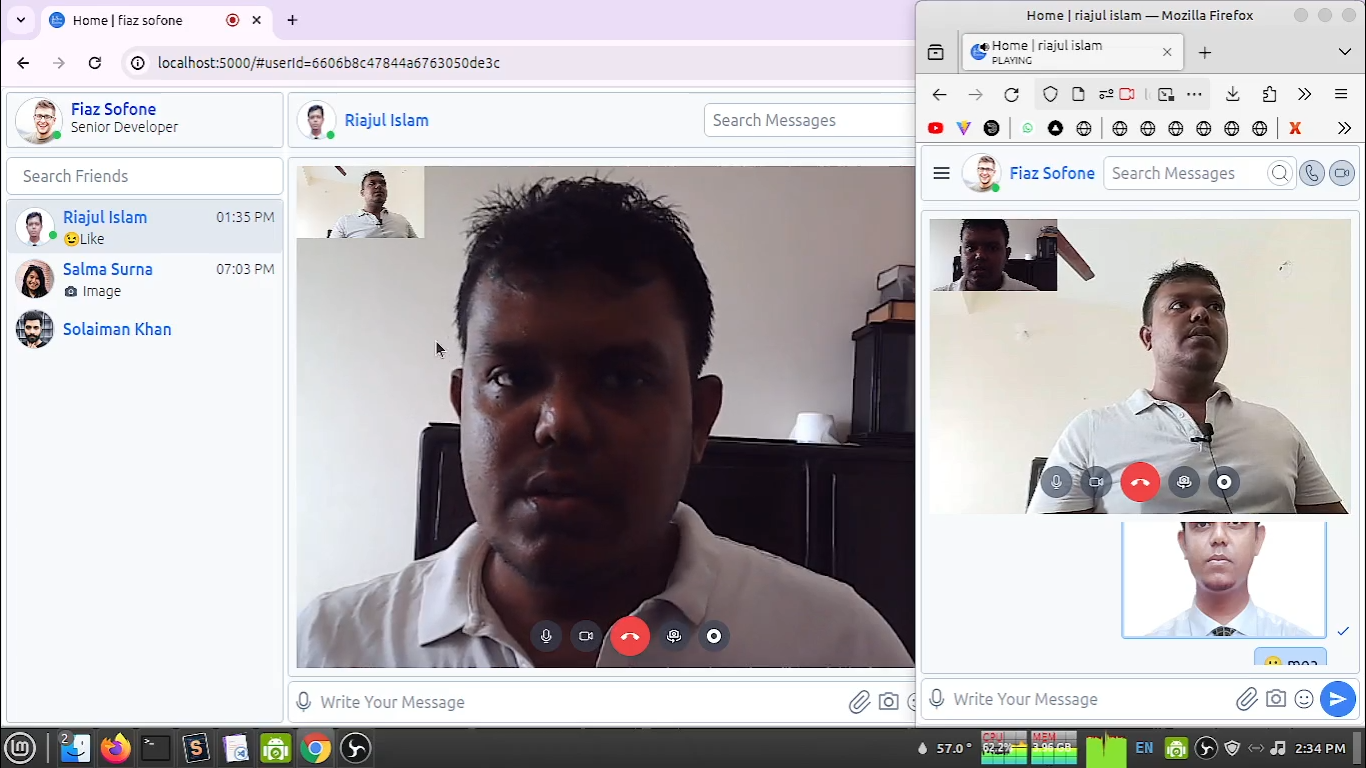 Home | fiaz sofone
localhost:5000/#userId=6606b8c47844a6763050de3c
Fiaz Sofone
Senior Developer
Search Friends
Riajul Islam
01:35 PM
😉Like
Salma Surna
07:03 PM
Image
Solaiman Khan
Riajul Islam
Search Messages
Write Your Message
Home | riajul islam — Mozilla Firefox
Home | riajul islam
PLAYING
Fiaz Sofone
Search Messages
Write Your Message
2
57.0°
CPU
62.2%
MEM
3.96 GB
EN
2:34 PM